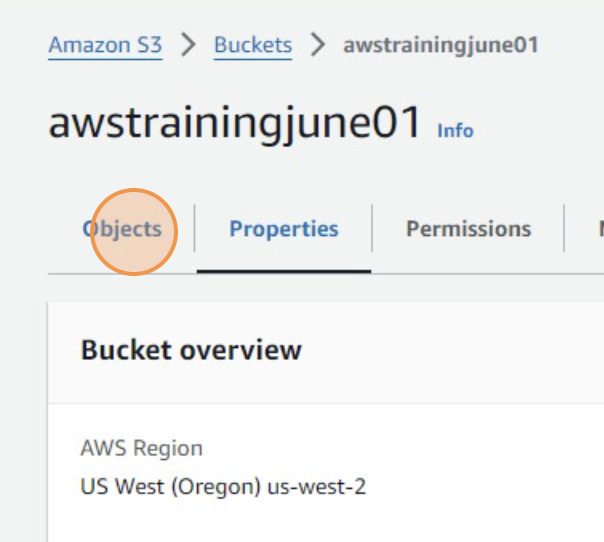 Amazon S3 > Buckets > awstrainingjune01
awstrainingjune01 Info
Objects Properties Permissions
Bucket overview
AWS Region
US West (Oregon) us-west-2